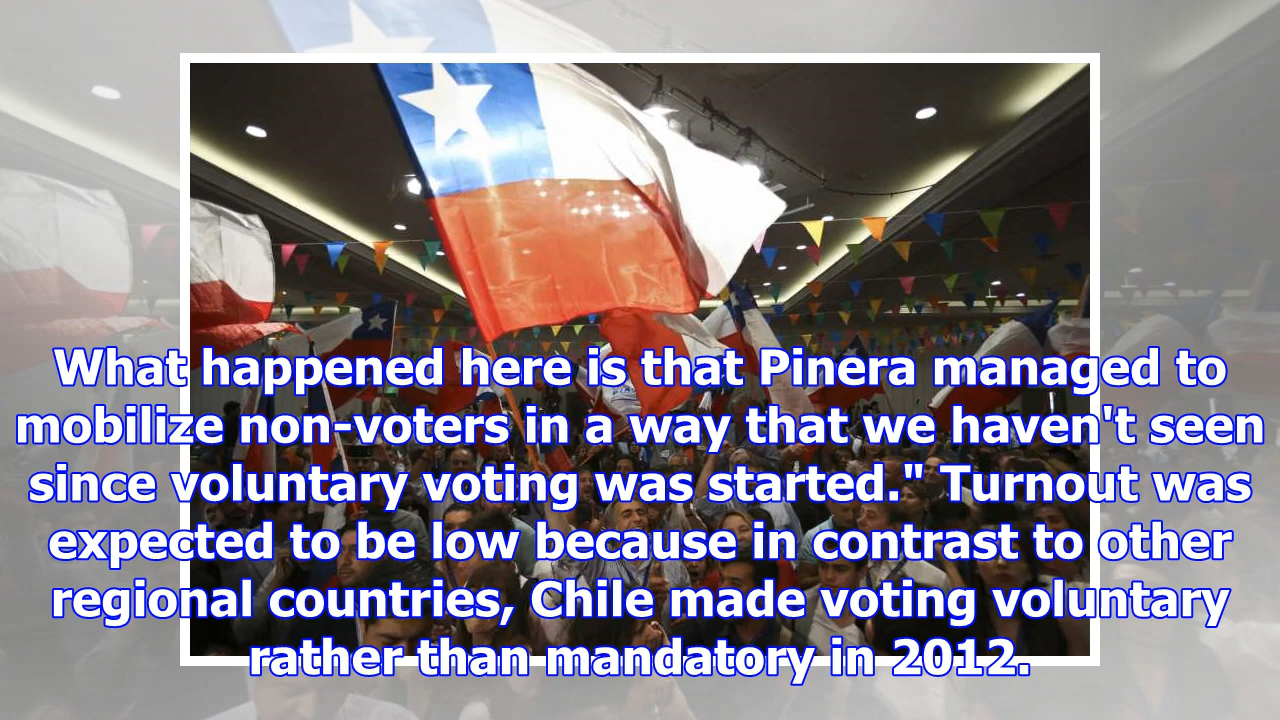 What happened here is that Pinera managed to
mobilize non-voters in a way that we haven't seen
since voluntary voting was started." Turnout was
expected to be low because in contrast to other
regional countries, Chile made voting voluntary
rather than mandatory in 2012.